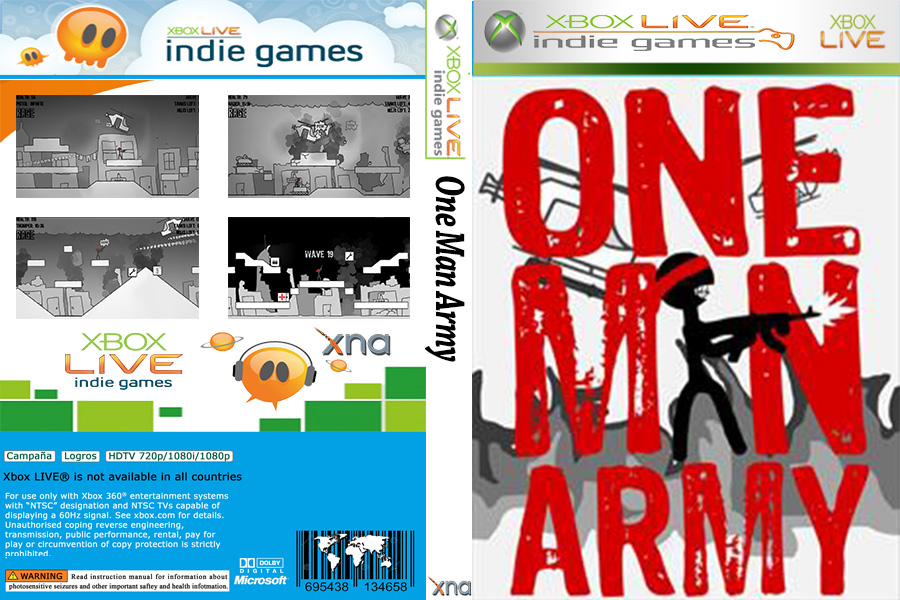 XBOX LIVE
indie games
RAGE
RAGE
RAGE
WAVE 19
XBOX
LIVE
indie games
xna
Campaña Logros HDTV 720p/1080i/1080p
Xbox LIVE® is not available in all countries
For use only with Xbox 360® entertainment systems
with “NTSC” designation and NTSC TVs capable of
displaying a 60Hz signal. See xbox.com for details.
Unauthorised coping reverse engineering,
transmission, public performance, rental, pay for
play or circumvention of copy protection is strictly
prohibited.
WARNING Read instruction manual for information about
photosensitive seizures and other important saftey and health infotmation.
DOLBY
DIGITAL
Microsoft
695438 134658
XBOX LIVE
indie games
One Man Army
xna
XBOX LIVE
indie games
XBOX
LIVE
ONE
MAN
ARMY